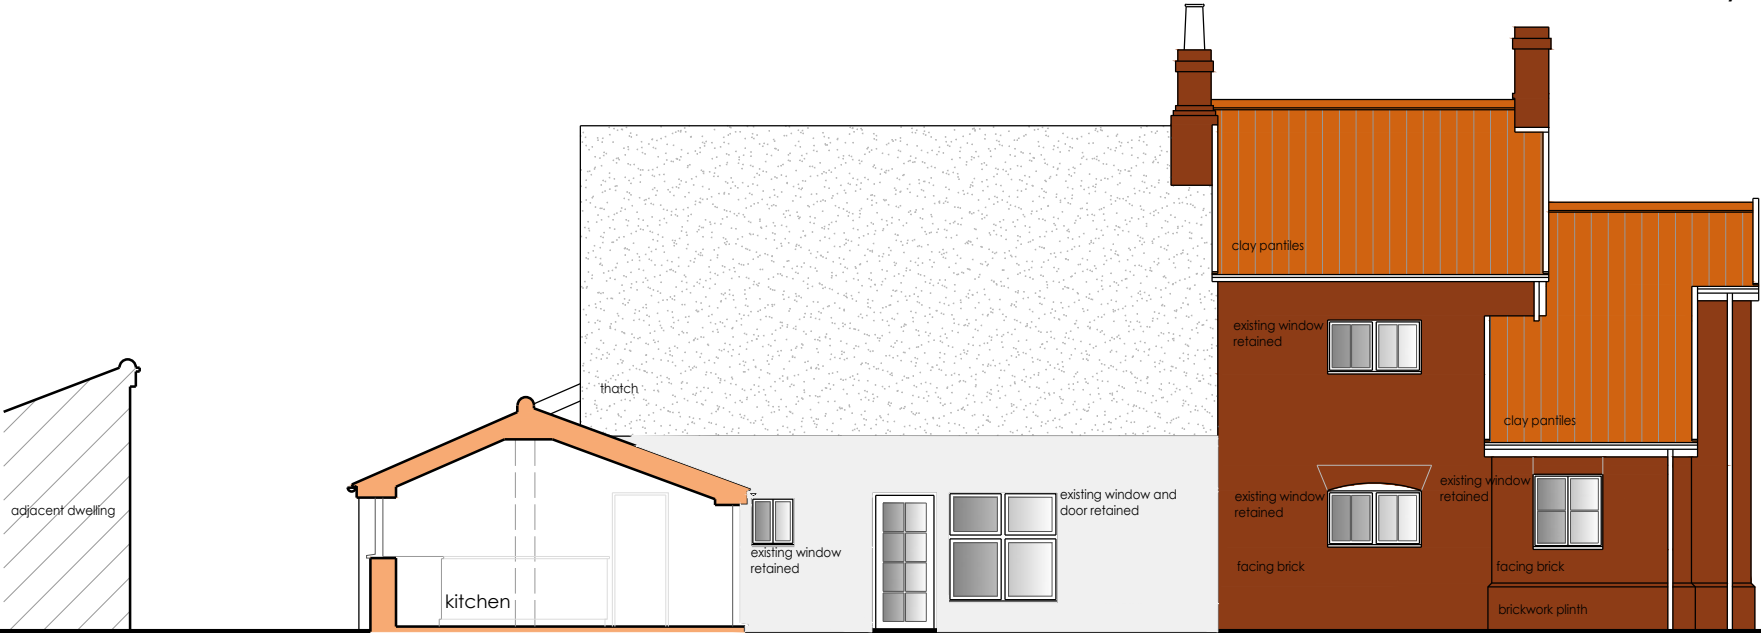 clay pantiles
existing window
retained
thatch
clay pantiles
adjacent dwelling
existing window
retained
existing window and
door retained
existing window
retained
existing window
retained
kitchen
facing brick
facing brick
brickwork plinth